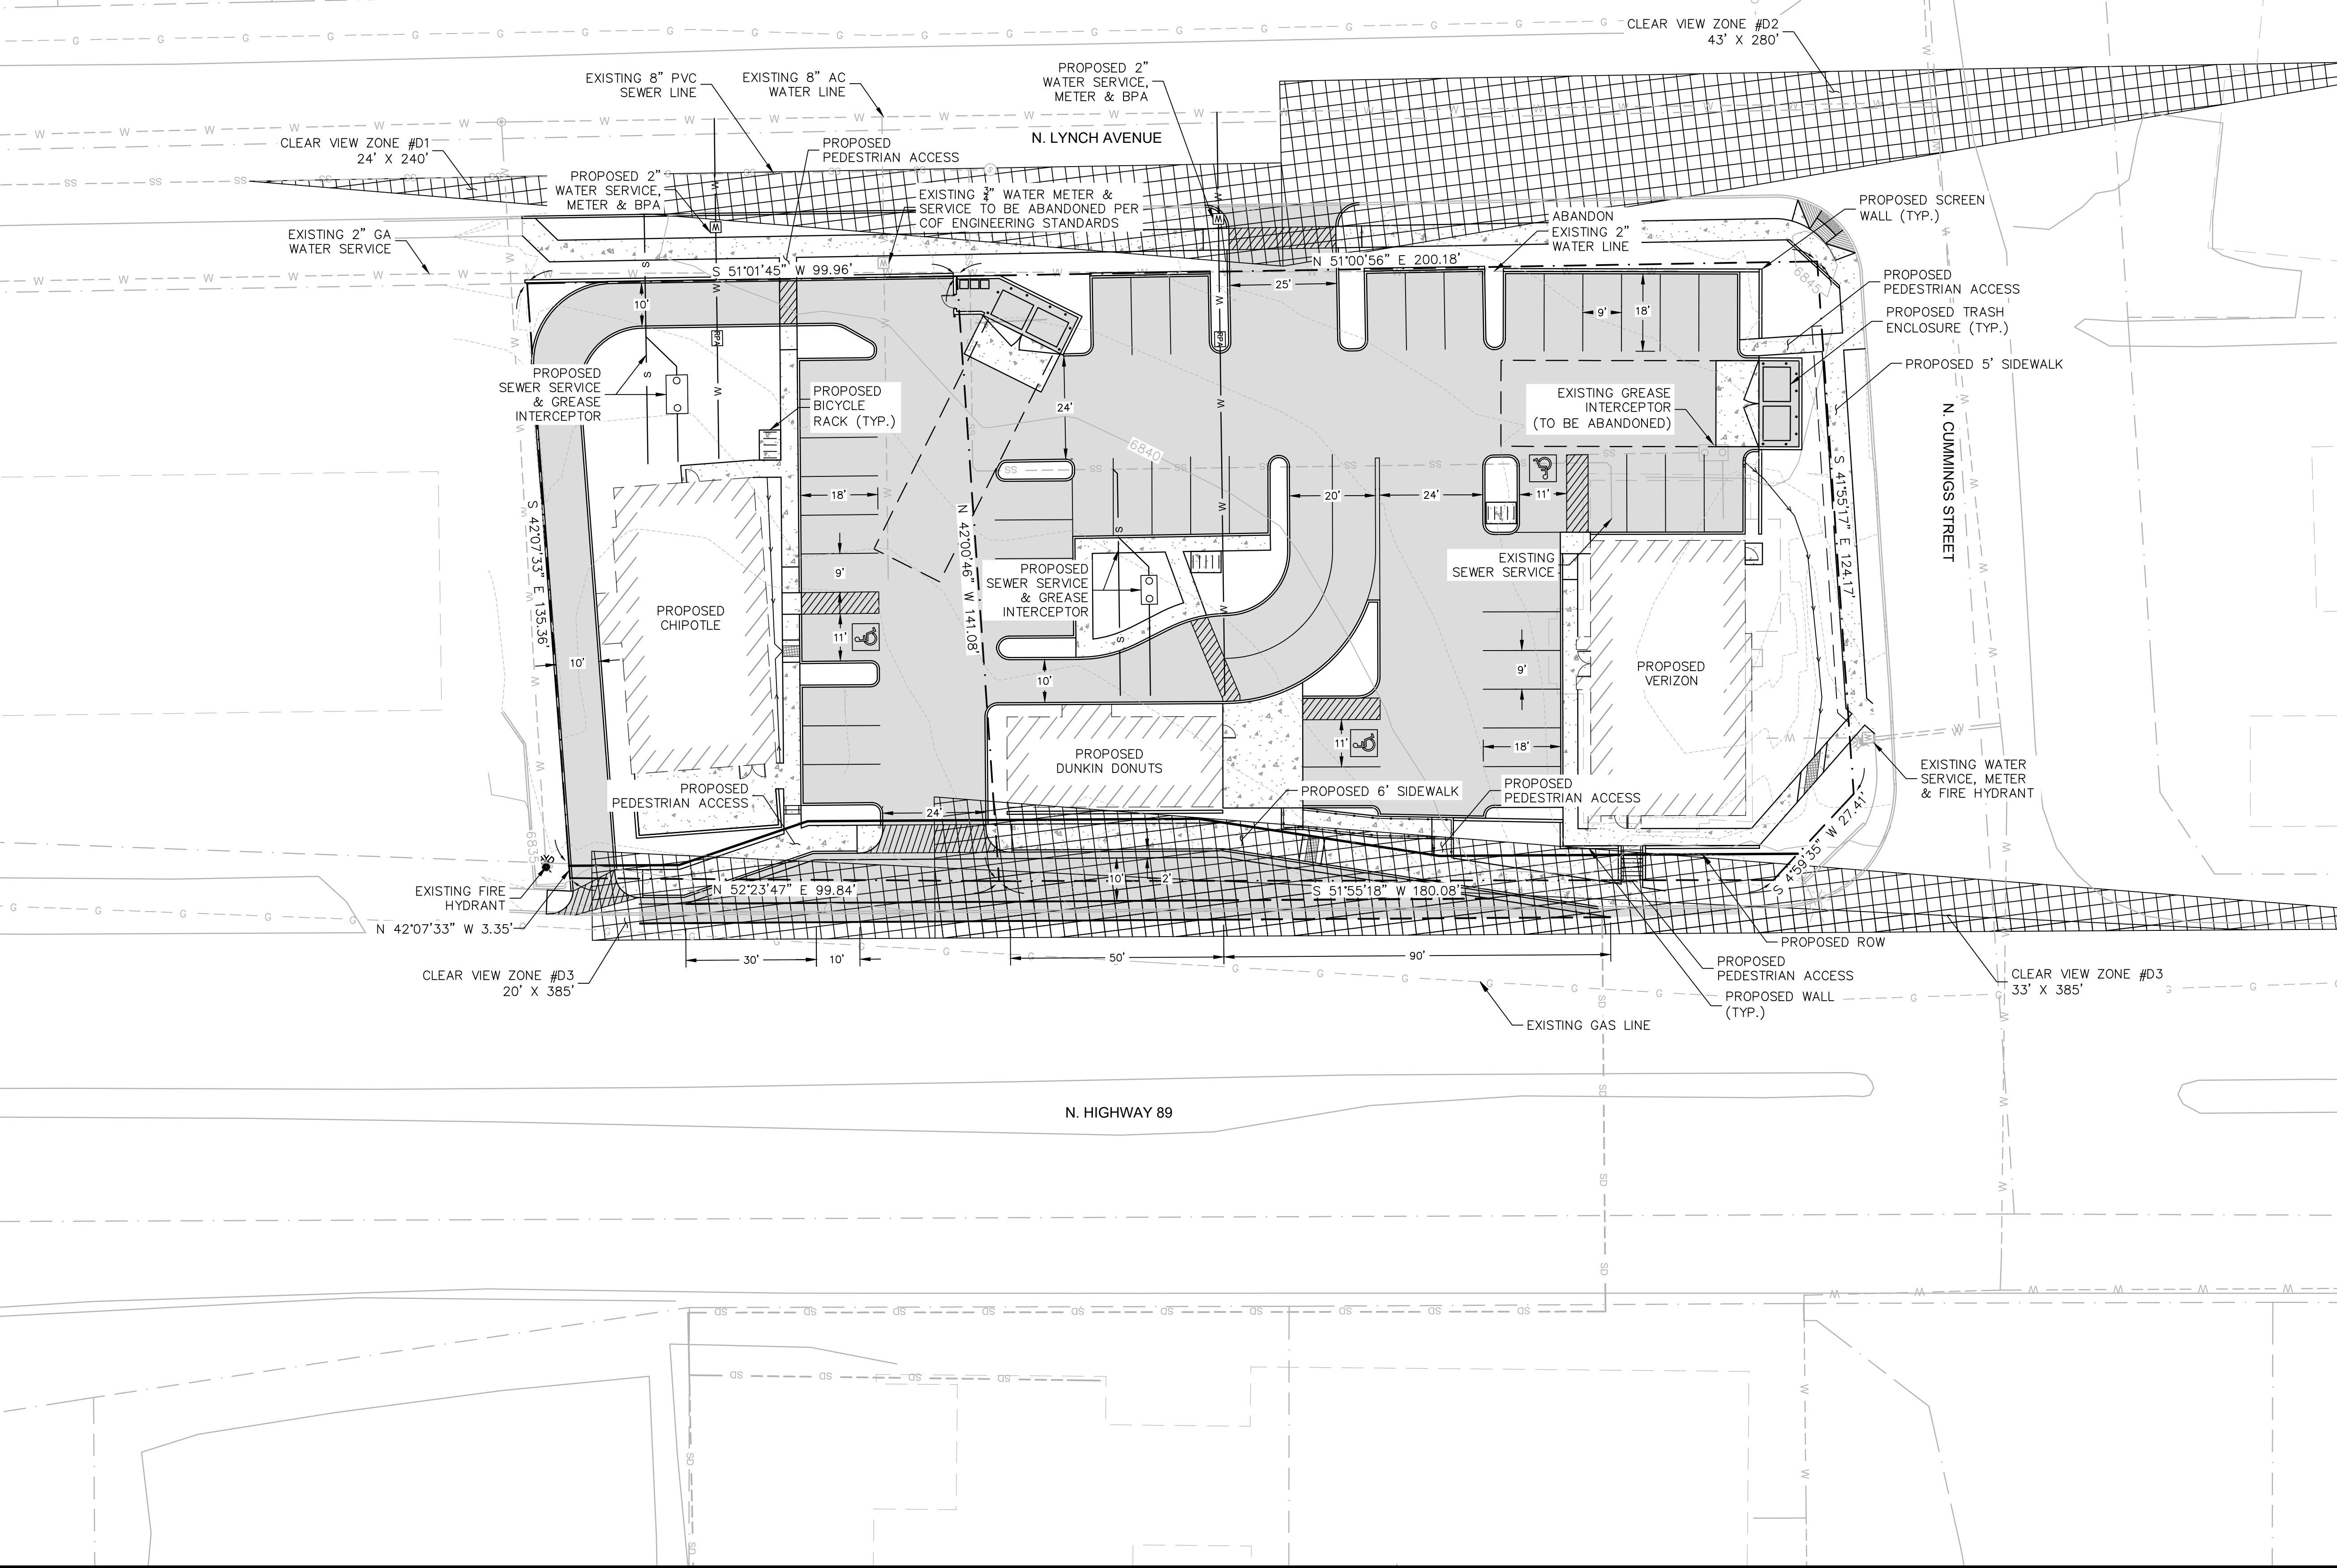 CLEAR VIEW ZONE #D2
43' X 280'
EXISTING 8" PVC
SEWER LINE
EXISTING 8" AC
WATER LINE
PROPOSED 2"
WATER SERVICE,
METER & BPA
N. LYNCH AVENUE
CLEAR VIEW ZONE #D1
24' X 240'
PROPOSED
PEDESTRIAN ACCESS
PROPOSED 2"
WATER SERVICE,
METER & BPA
EXISTING 3/4" WATER METER &
SERVICE TO BE ABANDONED PER
COF ENGINEERING STANDARDS
ABANDON
EXISTING 2"
WATER LINE
PROPOSED SCREEN
WALL (TYP.)
EXISTING 2" GA
WATER SERVICE
S 51°01'45" W 99.96'
N 51°00'56" E 200.18'
6845
PROPOSED
PEDESTRIAN ACCESS
10'
25'
9'
18'
PROPOSED TRASH
ENCLOSURE (TYP.)
RPA
RPA
PROPOSED 5' SIDEWALK
PROPOSED
SEWER SERVICE
& GREASE
INTERCEPTOR
PROPOSED
BICYCLE
RACK (TYP.)
24'
EXISTING GREASE
INTERCEPTOR
(TO BE ABANDONED)
6840
N. CUMMINGS STREET
18'
20'
24'
11'
S 42°07'33" E 135.36'
N 42°00'46" W 141.08'
S 41°55'17" E 124.17'
9'
PROPOSED
SEWER SERVICE
& GREASE
INTERCEPTOR
EXISTING
SEWER SERVICE
PROPOSED
CHIPOTLE
11'
10'
10'
9'
PROPOSED
VERIZON
11'
18'
PROPOSED
DUNKIN DONUTS
EXISTING WATER
SERVICE, METER
& FIRE HYDRANT
PROPOSED
PEDESTRIAN ACCESS
24'
PROPOSED 6' SIDEWALK
PROPOSED
PEDESTRIAN ACCESS
S 4°59'35" W 27.41'
6835
EXISTING FIRE
HYDRANT
N 52°23'47" E 99.84'
10'
2'
S 51°55'18" W 180.08'
N 42°07'33" W 3.35'
PROPOSED ROW
CLEAR VIEW ZONE #D3
20' X 385'
30'
10'
50'
90'
PROPOSED
PEDESTRIAN ACCESS
CLEAR VIEW ZONE #D3
33' X 385'
PROPOSED WALL
(TYP.)
EXISTING GAS LINE
N. HIGHWAY 89